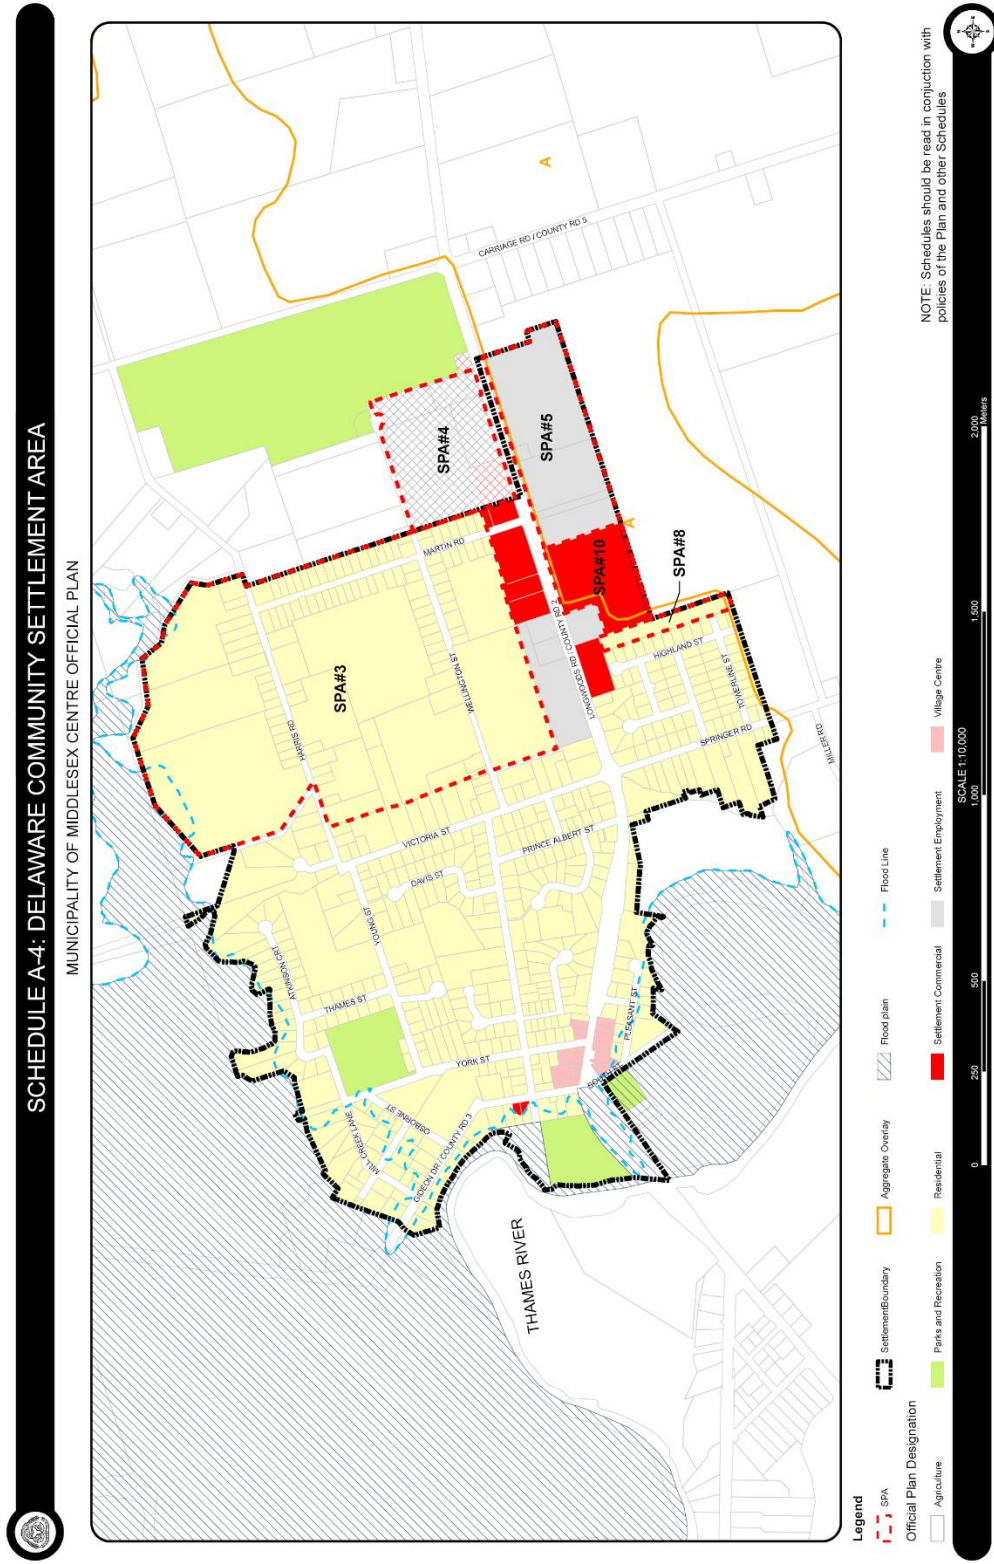 SCHEDULE A-4: DELAWARE COMMUNITY SETTLEMENT AREA
MUNICIPALITY OF MIDDLESEX CENTRE OFFICIAL PLAN
SPA#3
SPA#4
SPA#5
SPA#10
SPA#8
A
A
HARRIS RD
MARTIN RD
WELLINGTON ST
LONGWOODS RD / COUNTY RD 2
CARRIAGE RD / COUNTY RD 5
HIGHLAND ST
TOWERLINE ST
SPRINGER RD
MILLER RD
VICTORIA ST
PRINCE ALBERT ST
DAVIS ST
YOUNG ST
ATKINSON CRT
THAMES ST
YORK ST
PLEASANT ST
OSBORNE ST
MILL CREEK LANE
GIDEON DR / COUNTY RD 3
THAMES RIVER
Legend
SPA
SettlementBoundary
Aggregate Overlay
Flood plain
Flood Line
Official Plan Designation
Agriculture
Parks and Recreation
Residential
Settlement Commercial
Settlement Employment
Village Centre
SCALE 1:10,000
0 250 500 1,000 1,500 2,000
Meters
NOTE: Schedules should be read in conjuction with
policies of the Plan and other Schedules